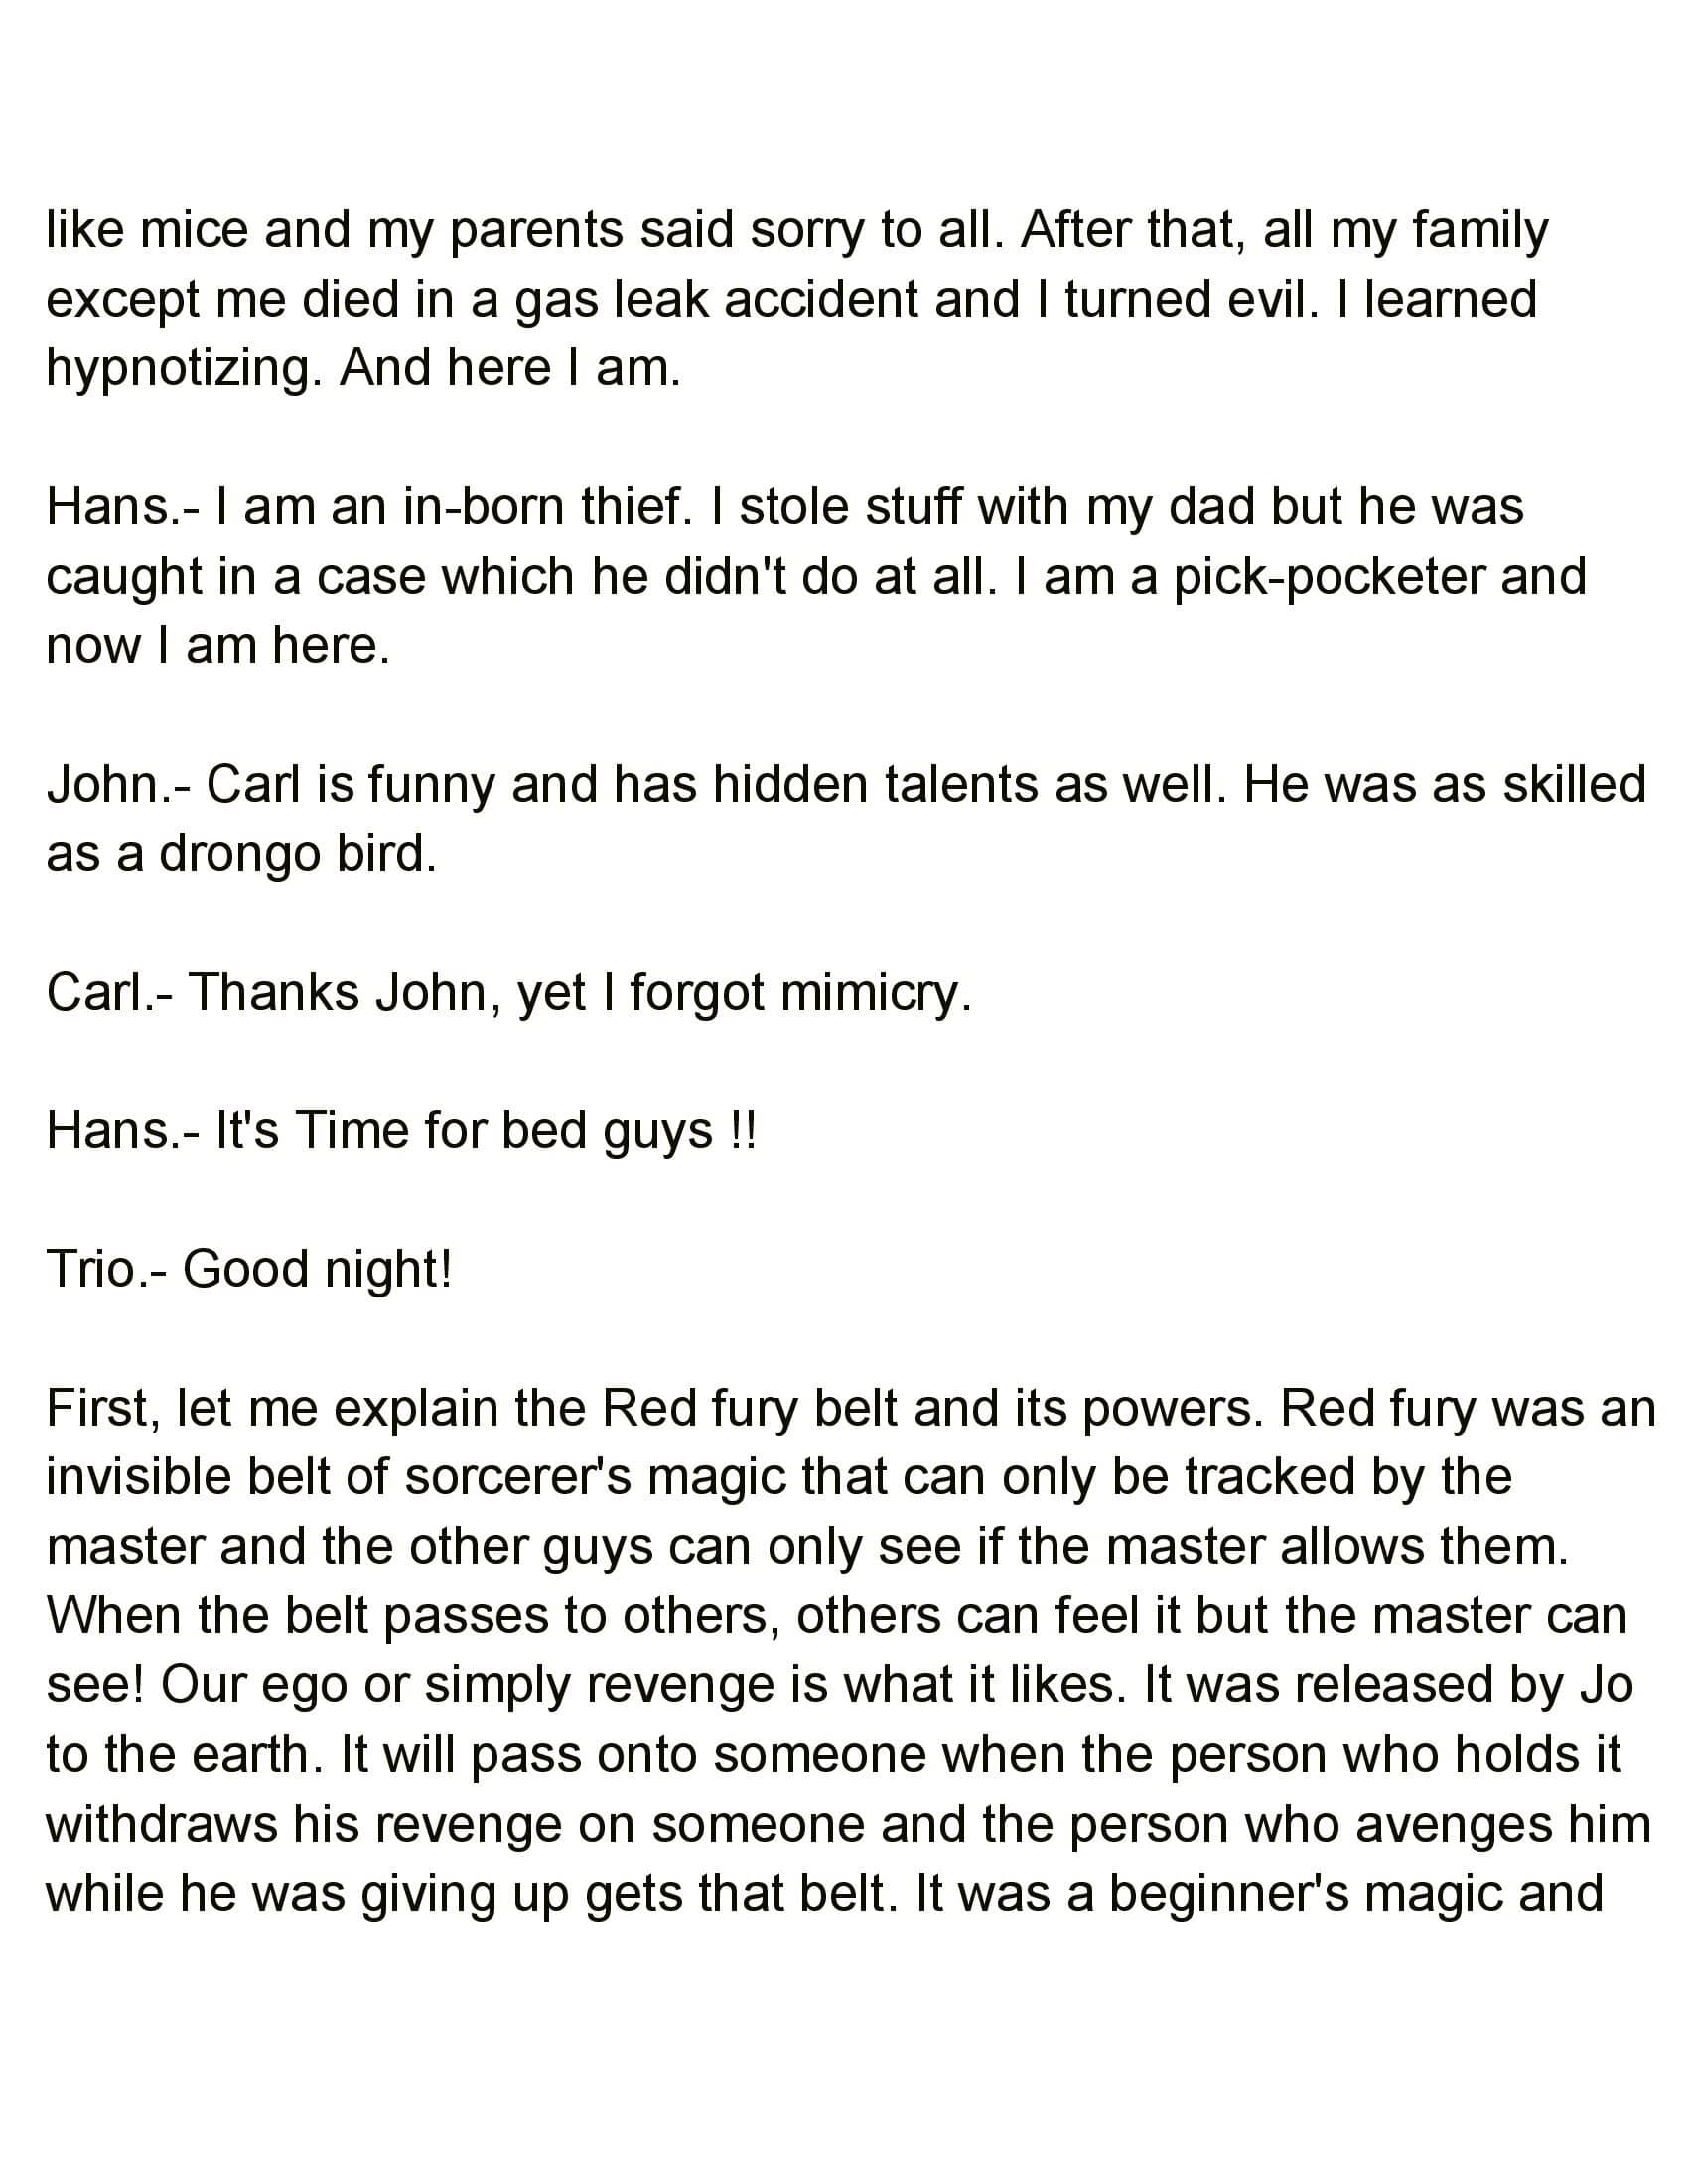 like mice and my parents said sorry to all. After that, all my family
except me died in a gas leak accident and I turned evil. I learned
hypnotizing. And here I am.
Hans.- I am an in-born thief. I stole stuff with my dad but he was
caught in a case which he didn't do at all. I am a pick-pocketer and
now I am here.
John.- Carl is funny and has hidden talents as well. He was as skilled
as a drongo bird.
Carl.- Thanks John, yet I forgot mimicry.
Hans.- It's Time for bed guys !!
Trio.- Good night!
First, let me explain the Red fury belt and its powers. Red fury was an
invisible belt of sorcerer's magic that can only be tracked by the
master and the other guys can only see if the master allows them.
When the belt passes to others, others can feel it but the master can
see! Our ego or simply revenge is what it likes. It was released by Jo
to the earth. It will pass onto someone when the person who holds it
withdraws his revenge on someone and the person who avenges him
while he was giving up gets that belt. It was a beginner's magic and